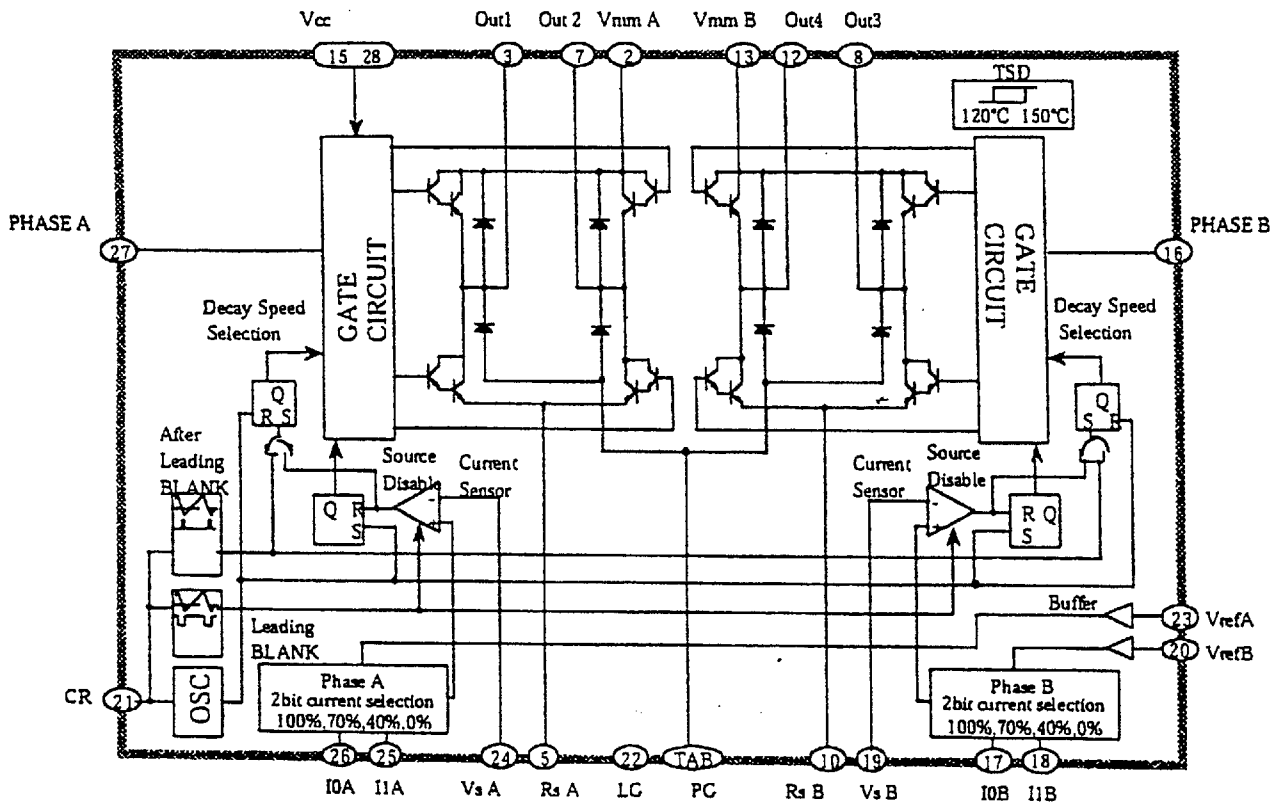 Vcc Out1 Out 2 Vmm A Vmm B Out4 Out3
15 28 3 7 2 13 12 8
TSD
120°C 150°C
PHASE A
27
PHASE B
16
GATE CIRCUIT
GATE CIRCUIT
Decay Speed
Selection
Decay Speed
Selection
Q
R S
Q
S R
After
Leading
BLANK
Source
Disable
Current
Sensor
Current
Sensor
Source
Disable
Q R
S
-
+
-
+
R Q
S
Leading
BLANK
Buffer
23
VrefA
20
VrefB
CR
21
OSC
Phase A
2bit current selection
100%,70%,40%,0%
Phase B
2bit current selection
100%,70%,40%,0%
26 25 24 5 22 TAB 10 19 17 18
I0A I1A Vs A Rs A LG PG Rs B Vs B I0B I1B